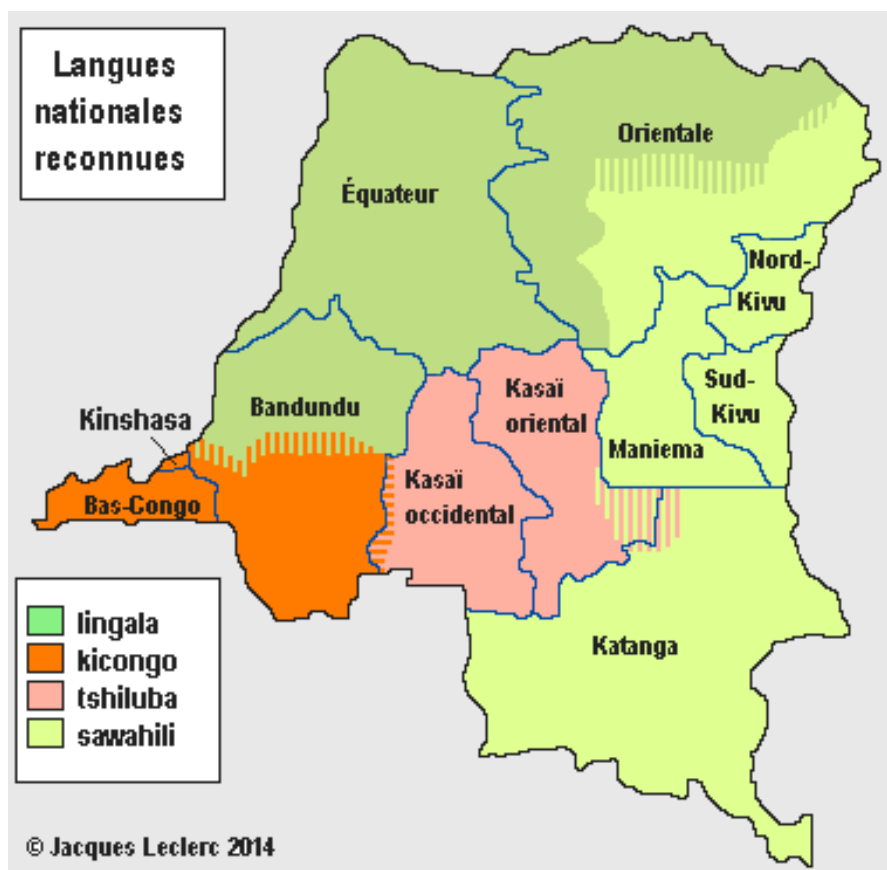 Langues
nationales
reconnues
Orientale
Équateur
Nord-
Kivu
Kasaï
oriental
Sud-
Kivu
Bandundu
Kinshasa
Maniema
Kasaï
occidental
Bas-Congo
Katanga
lingala
kicongo
tshiluba
sawahili
© Jacques Leclerc 2014